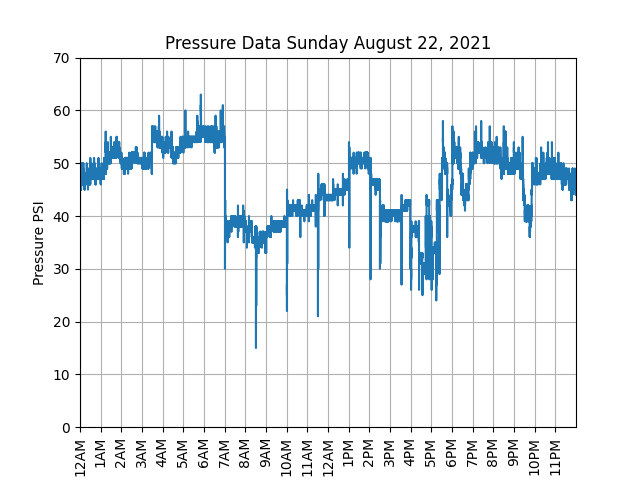 Pressure Data Sunday August 22, 2021
Pressure PSI
70
60
50
40
30
20
10
0
12AM
1AM
2AM
3AM
4AM
5AM
6AM
7AM
8AM
9AM
10AM
11AM
12AM
1PM
2PM
3PM
4PM
5PM
6PM
7PM
8PM
9PM
10PM
11PM